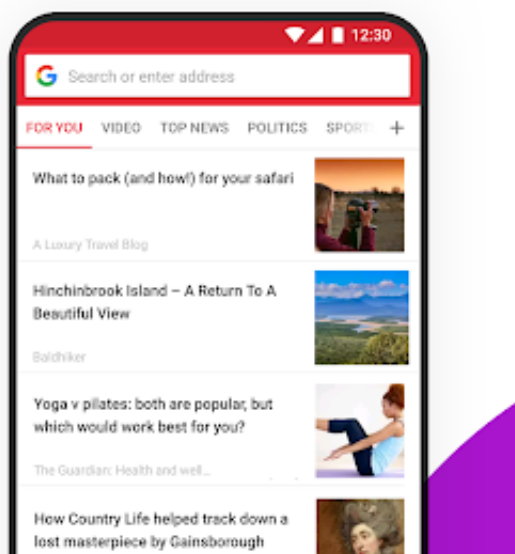 12:30
Search or enter address
FOR YOU VIDEO TOP NEWS POLITICS SPORT
What to pack (and how!) for your safari
A Luxury Travel Blog
Hinchinbrook Island – A Return To A
Beautiful View
Baldhiker
Yoga v pilates: both are popular, but
which would work best for you?
The Guardian: Health and well...
How Country Life helped track down a
lost masterpiece by Gainsborough